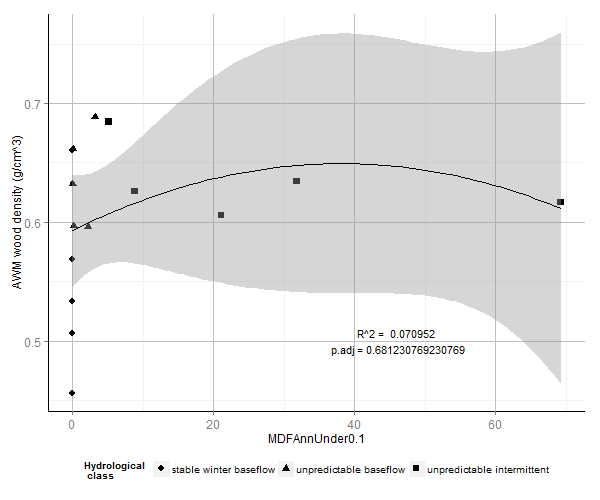 0.7
0.6
0.5
AWM wood density (g/cm^3)
R^2 = 0.070952
p.adj = 0.681230769230769
0 20 40 60
MDFAnnUnder0.1
Hydrological
class
stable winter baseflow unpredictable baseflow unpredictable intermittent